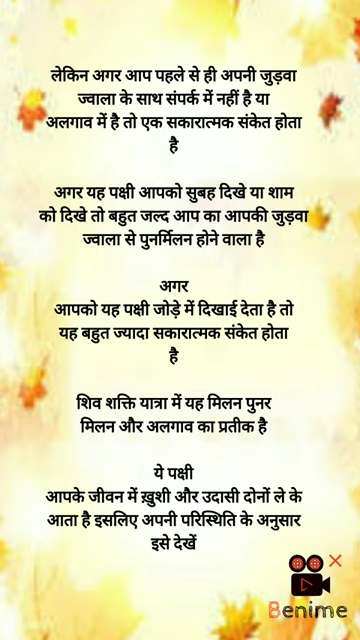 लेकिन अगर आप पहले से ही अपनी जुड़वा
ज्वाला के साथ संपर्क में नहीं है या
अलगाव में है तो एक सकारात्मक संकेत होता
है
अगर यह पक्षी आपको सुबह दिखे या शाम
को दिखे तो बहुत जल्द आप का आपकी जुड़वा
ज्वाला से पुनर्मिलन होने वाला है
अगर
आपको यह पक्षी जोड़े में दिखाई देता है तो
यह बहुत ज्यादा सकारात्मक संकेत होता
है
शिव शक्ति यात्रा में यह मिलन पुनर
मिलन और अलगाव का प्रतीक है
ये पक्षी
आपके जीवन में ख़ुशी और उदासी दोनों ले के
आता है इसलिए अपनी परिस्थिति के अनुसार
इसे देखें
Benime